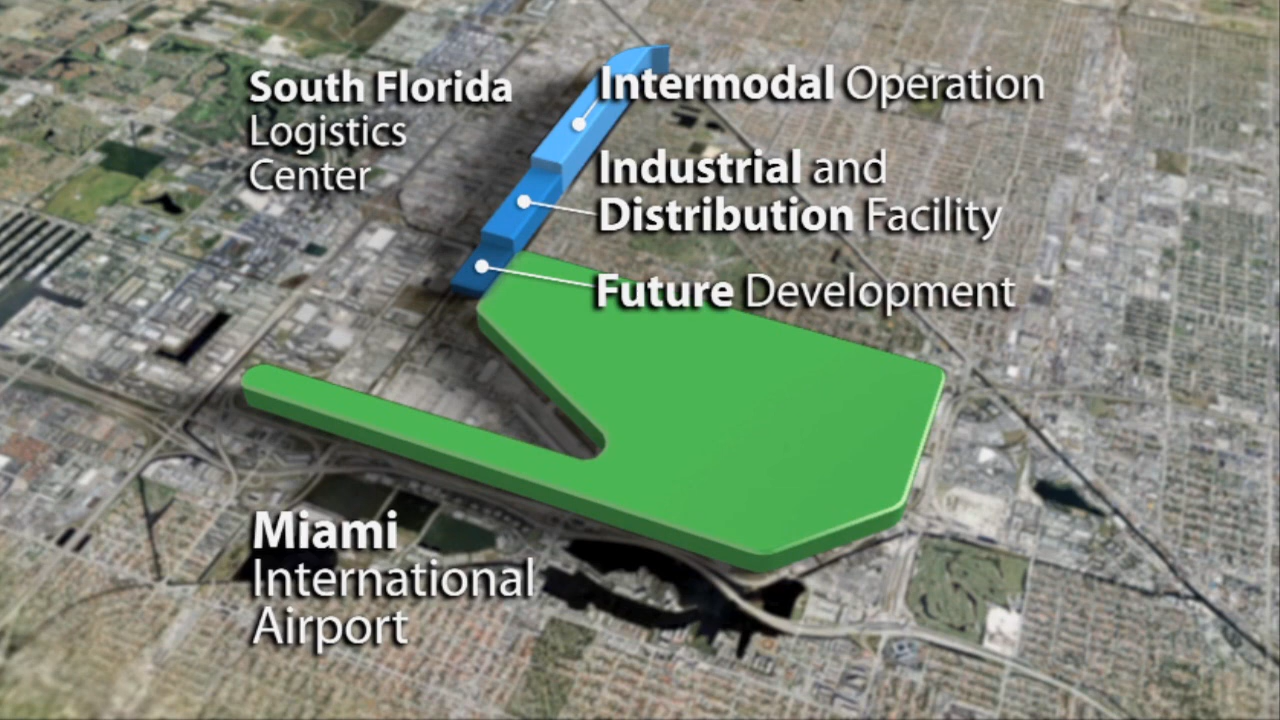 South Florida
Logistics
Center
Intermodal Operation
Industrial and
Distribution Facility
Future Development
Miami
International
Airport